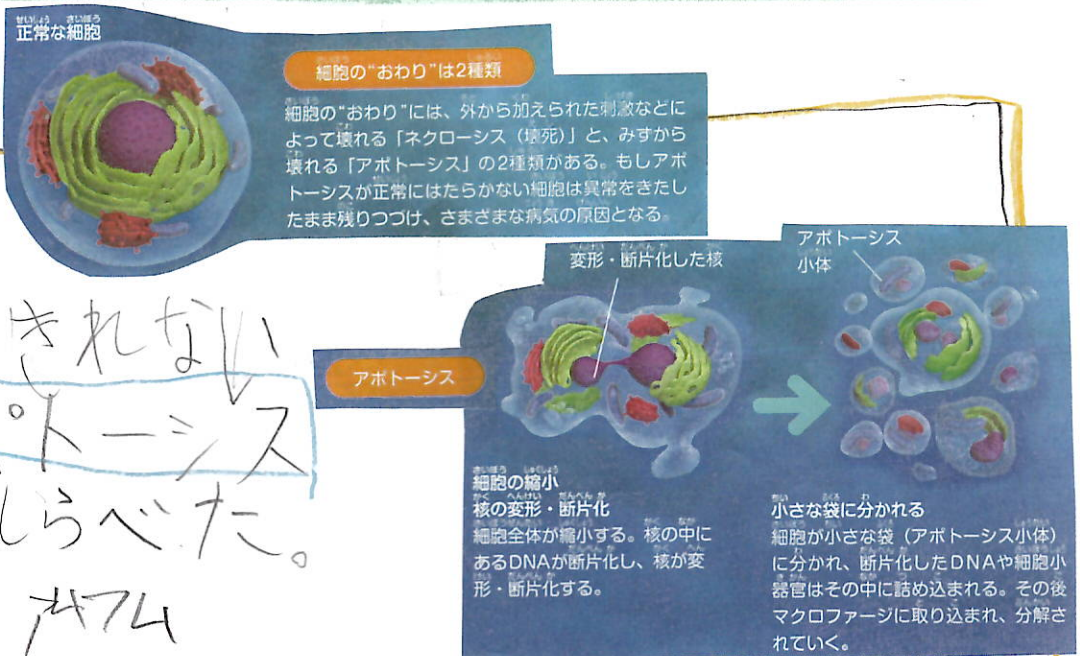 正常な細胞
細胞の“おわり”は2種類
細胞の“おわり”には、外から加えられた刺激などに
よって壊れる「ネクローシス（壊死）」と、みずから
壊れる「アポトーシス」の2種類がある。もしアポ
トーシスが正常にはたらかない細胞は異常をきたし
たまま残りつづけ、さまざまな病気の原因となる。
きれない
トーシス
しらべた。
アポトーシス
変形・断片化した核
アポトーシス
小体
細胞の縮小
核の変形・断片化
細胞全体が縮小する。核の中に
あるDNAが断片化し、核が変
形・断片化する。
小さな袋に分かれる
細胞が小さな袋（アポトーシス小体）
に分かれ、断片化したDNAや細胞小
器官はその中に詰め込まれる。その後
マクロファージに取り込まれ、分解さ
れていく。